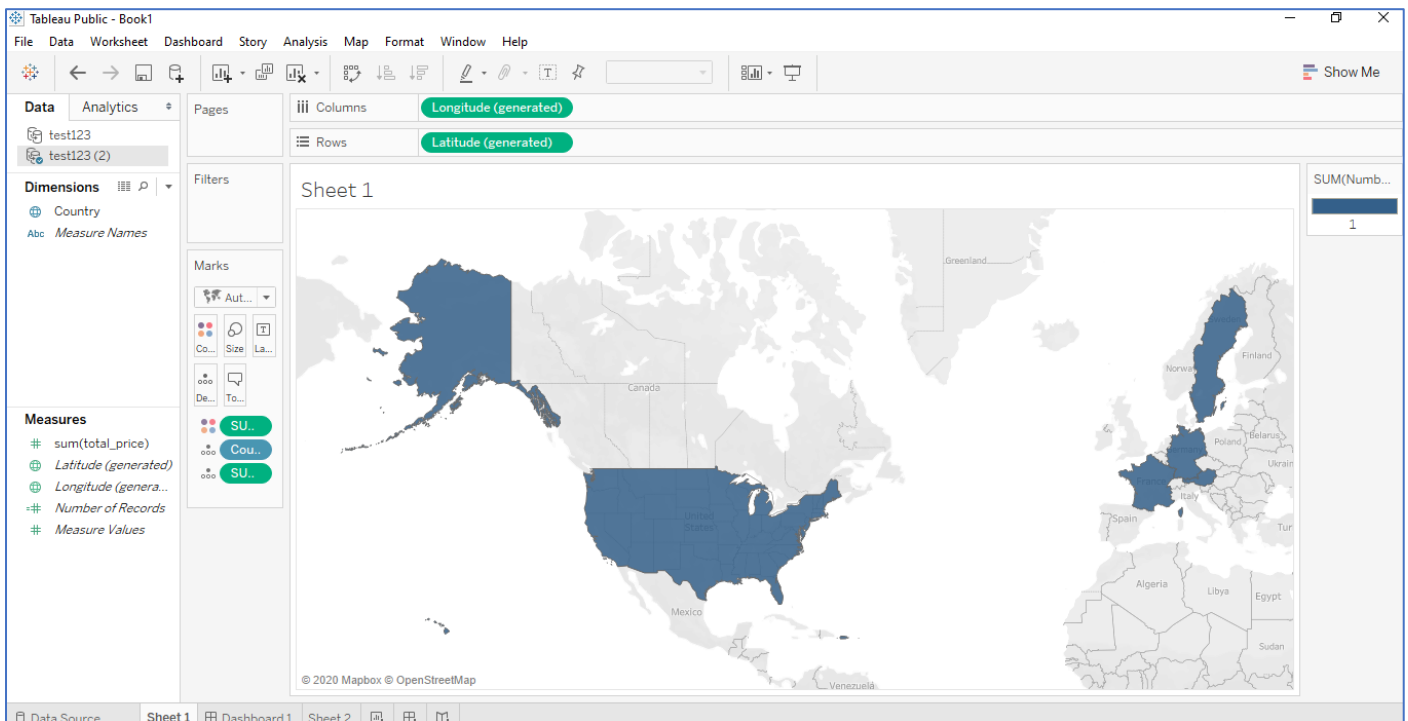 Tableau Public - Book1
File Data Worksheet Dashboard Story Analysis Map Format Window Help
Show Me
Data Analytics
test123
test123 (2)
Dimensions
Country
Abc Measure Names
Measures
# sum(total_price)
Latitude (generated)
Longitude (genera...
=# Number of Records
# Measure Values
Pages
Filters
Marks
Aut...
Co... Size La...
De... To...
SU..
Cou..
SU..
iii Columns Longitude (generated)
Rows Latitude (generated)
Sheet 1
Greenland
Canada
United
States
Mexico
Venezuela
Norwa
Finland
Poland
Belarus
Ukrain
France
Italy
Spain
Tur
Algeria
Libya
Egypt
Sudan
© 2020 Mapbox © OpenStreetMap
SUM(Numb...
1
Data Source Sheet 1 Dashboard 1 Sheet 2